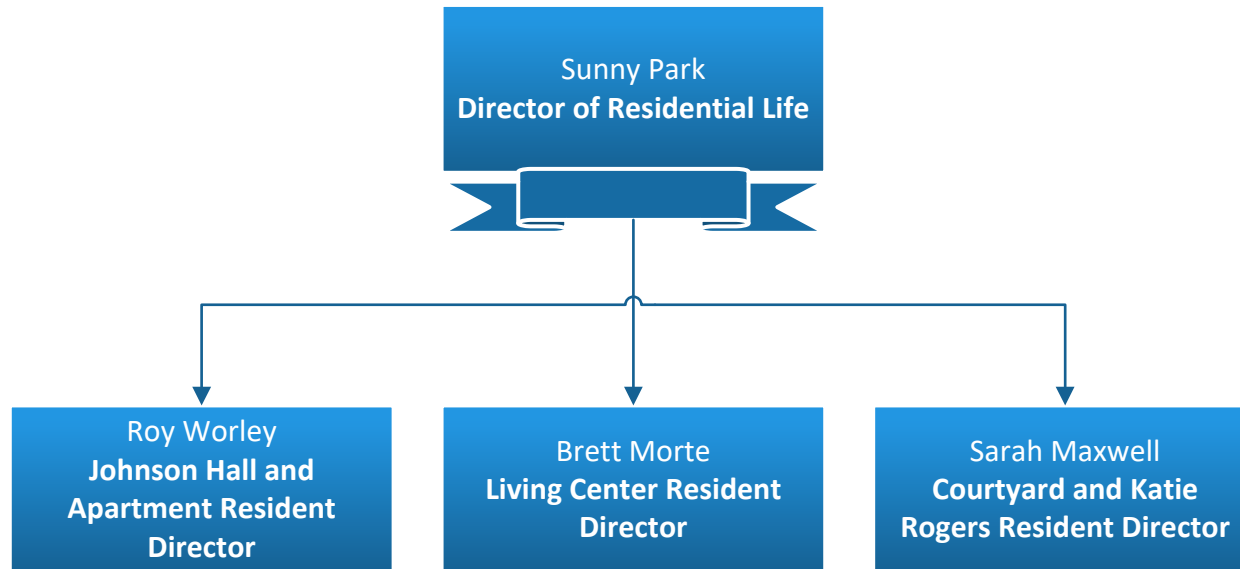 Sunny Park
Director of Residential Life
Roy Worley
Johnson Hall and
Apartment Resident
Director
Brett Morte
Living Center Resident
Director
Sarah Maxwell
Courtyard and Katie
Rogers Resident Director